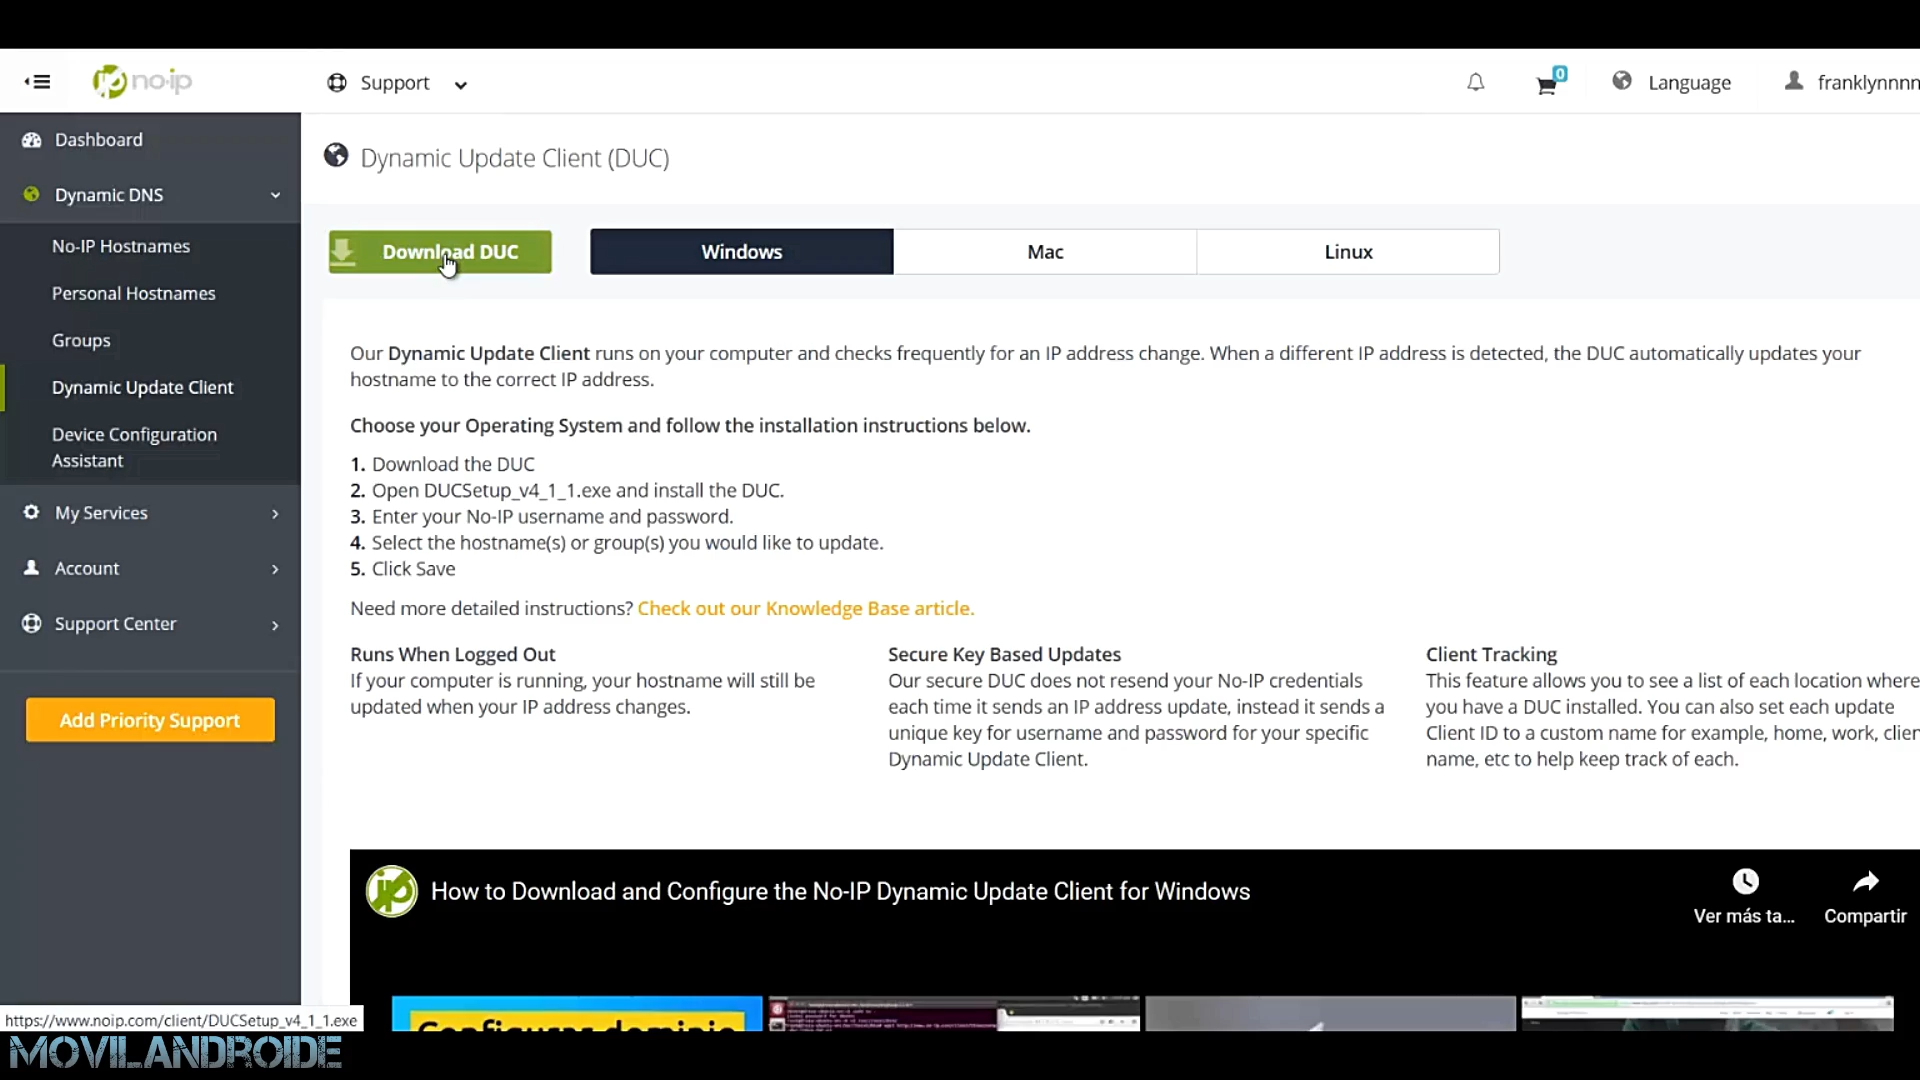 no-ip
Support
0
Language
franklynnnn
Dashboard
Dynamic DNS
No-IP Hostnames
Personal Hostnames
Groups
Dynamic Update Client
Device Configuration
Assistant
My Services
Account
Support Center
Add Priority Support
Dynamic Update Client (DUC)
Download DUC
Windows
Mac
Linux
Our Dynamic Update Client runs on your computer and checks frequently for an IP address change. When a different IP address is detected, the DUC automatically updates your
hostname to the correct IP address.
Choose your Operating System and follow the installation instructions below.
1. Download the DUC
2. Open DUCSetup_v4_1_1.exe and install the DUC.
3. Enter your No-IP username and password.
4. Select the hostname(s) or group(s) you would like to update.
5. Click Save
Need more detailed instructions? Check out our Knowledge Base article.
Runs When Logged Out
If your computer is running, your hostname will still be
updated when your IP address changes.
Secure Key Based Updates
Our secure DUC does not resend your No-IP credentials
each time it sends an IP address update, instead it sends a
unique key for username and password for your specific
Dynamic Update Client.
Client Tracking
This feature allows you to see a list of each location where
you have a DUC installed. You can also set each update
Client ID to a custom name for example, home, work, clien
name, etc to help keep track of each.
How to Download and Configure the No-IP Dynamic Update Client for Windows
Ver más ta...
Compartir
Configuras dominio
https://www.noip.com/client/DUCSetup_v4_1_1.exe
MOVILANDROIDE